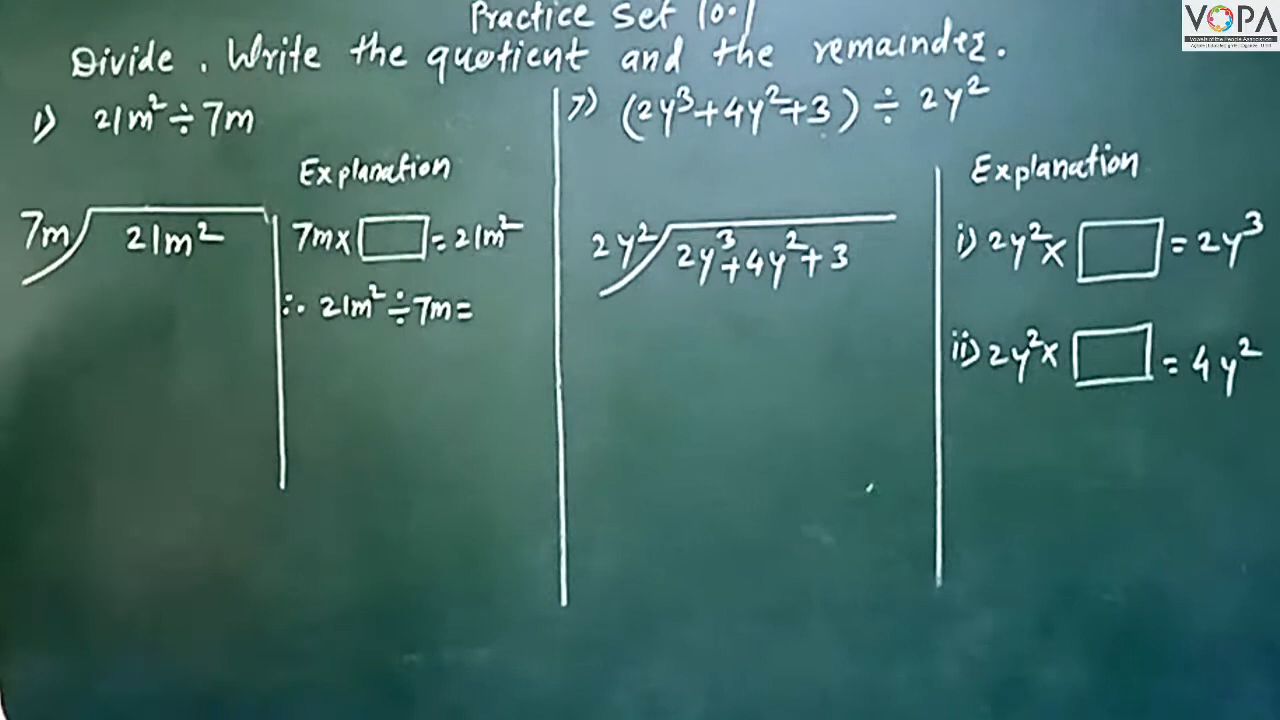 Practice Set 10.1
Divide. Write the quotient and the remainder.
1) 21m² ÷ 7m
7m 21m²
Explanation
7m × = 21m²
∴ 21m² ÷ 7m =
7) (2y³+4y²+3) ÷ 2y²
2y² 2y³+4y²+3
Explanation
i) 2y² × = 2y³
ii) 2y² × = 4y²
VOPA